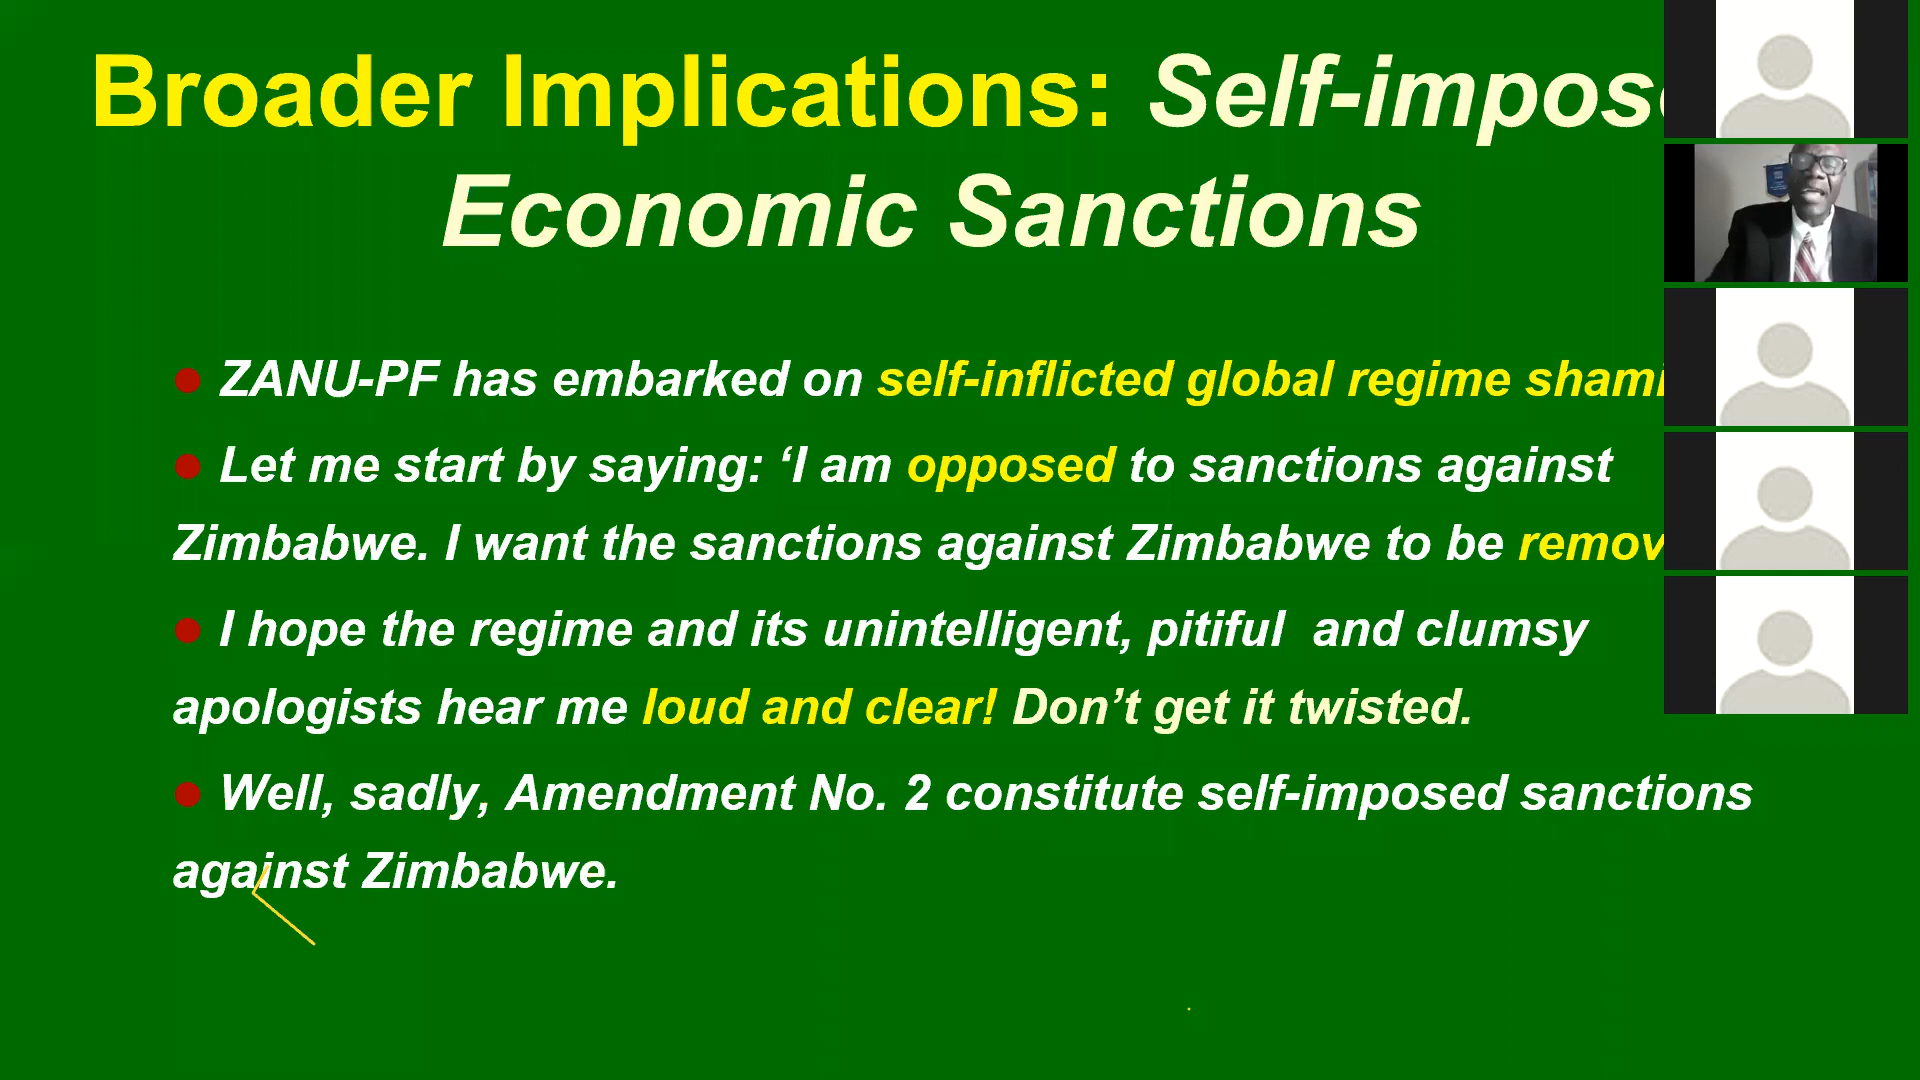 Broader Implications: Self-impos
Economic Sanctions
● ZANU-PF has embarked on self-inflicted global regime shami
● Let me start by saying: ‘I am opposed to sanctions against
Zimbabwe. I want the sanctions against Zimbabwe to be remov
● I hope the regime and its unintelligent, pitiful  and clumsy
apologists hear me loud and clear! Don’t get it twisted.
● Well, sadly, Amendment No. 2 constitute self-imposed sanctions
against Zimbabwe.